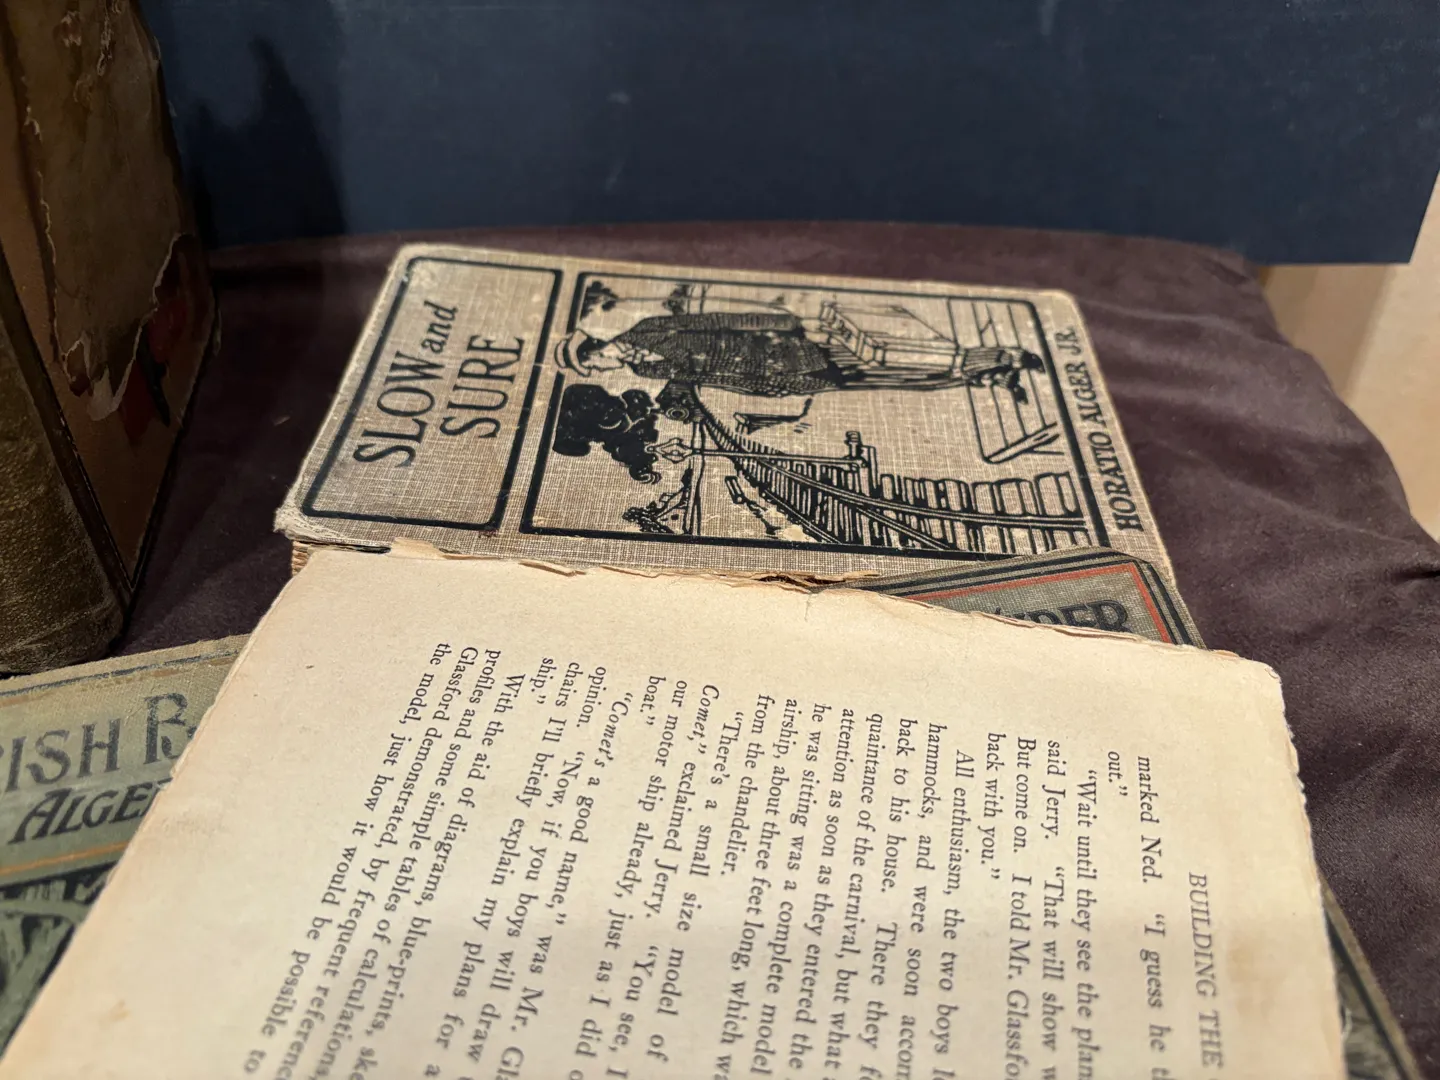 SLOW and
SURE
HORATIO ALGER JR.
ISH
ALGE
BUILDING THE
marked Ned. "I guess he
out."
"Wait until they see the plan
said Jerry. "That will show
But come on. I told Mr. Glassfo
back with you."
All enthusiasm, the two boys
hammocks, and were soon accom
back to his house. There they
quaintance of the carnival, but what
attention as soon as they entered the
he was sitting was a complete model
airship, about three feet long, which
from the chandelier.
"There's a small size model of
Comet," exclaimed Jerry. "You see, I
our motor ship already, just as I did
boat."
"Comet's a good name," was Mr. Gla
opinion. "Now, if you boys will draw
chairs I'll briefly explain my plans for a
ship."
With the aid of diagrams, blue-prints, ske
profiles and some simple tables of calculations,
Glassford demonstrated, by frequent referenc
the model, just how it would be possible to